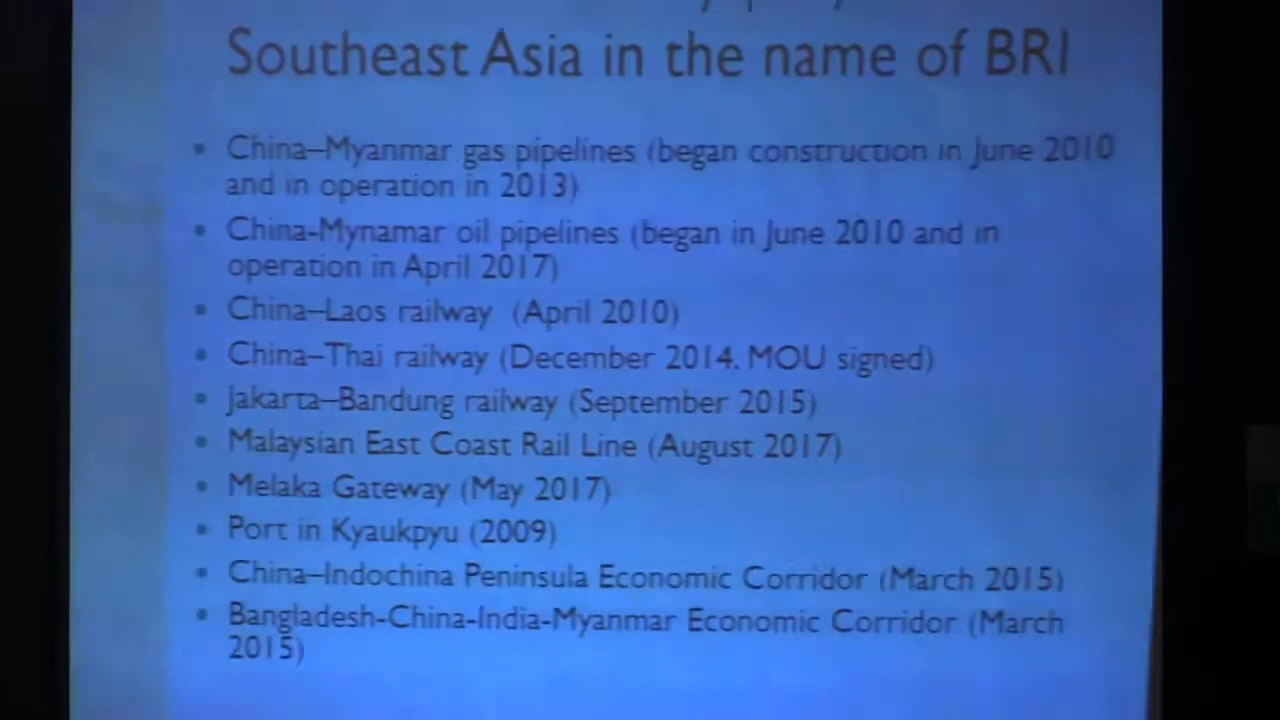 Southeast Asia in the name of BRI
• China–Myanmar gas pipelines (began construction in June 2010
and in operation in 2013)
• China-Mynamar oil pipelines (began in June 2010 and in
operation in April 2017)
• China–Laos railway (April 2010)
• China–Thai railway (December 2014, MOU signed)
• Jakarta–Bandung railway (September 2015)
• Malaysian East Coast Rail Line (August 2017)
• Melaka Gateway (May 2017)
• Port in Kyaukpyu (2009)
• China–Indochina Peninsula Economic Corridor (March 2015)
• Bangladesh-China-India-Myanmar Economic Corridor (March
2015)